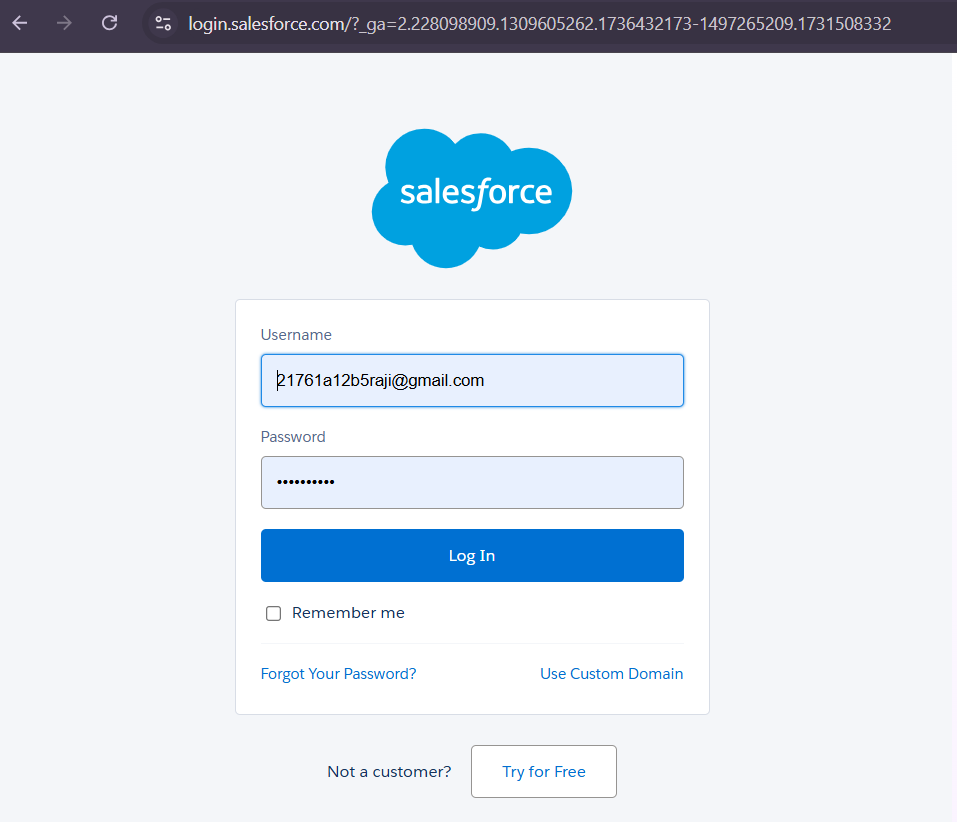 login.salesforce.com/?_ga=2.228098909.1309605262.1736432173-1497265209.1731508332
salesforce
Username
21761a12b5raji@gmail.com
Password
••••••••••
Log In
Remember me
Forgot Your Password? Use Custom Domain
Not a customer? Try for Free